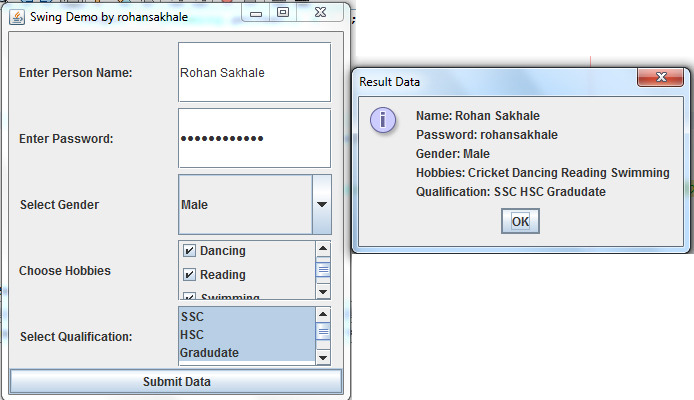 Swing Demo by rohansakhale
Enter Person Name:
Rohan Sakhale
Enter Password:
Select Gender
Male
Choose Hobbies
Dancing
Reading
Swimming
Select Qualification:
SSC
HSC
Gradudate
Submit Data
Result Data
Name: Rohan Sakhale
Password: rohansakhale
Gender: Male
Hobbies: Cricket Dancing Reading Swimming
Qualification: SSC HSC Gradudate
OK